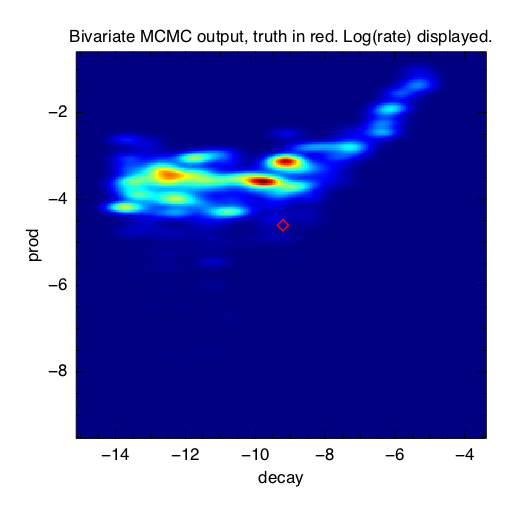 Bivariate MCMC output, truth in red. Log(rate) displayed.
−2
−4
−6
−8
prod
−14 −12 −10 −8 −6 −4
decay